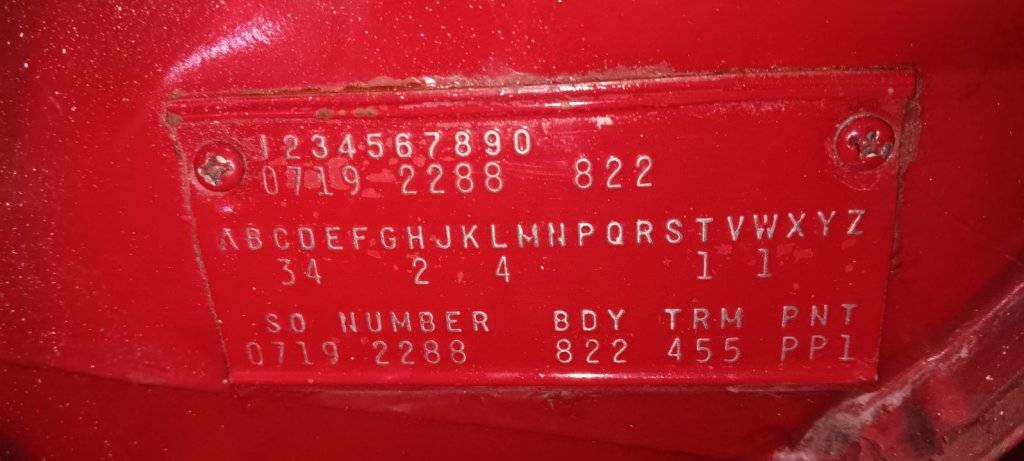 1234567890
0719 2288 822
ABCDEFGHJKLMNPQRSTVWXYZ
34 2 4 1 1
SO NUMBER BDY TRM PNT
0719 2288 822 455 PP1